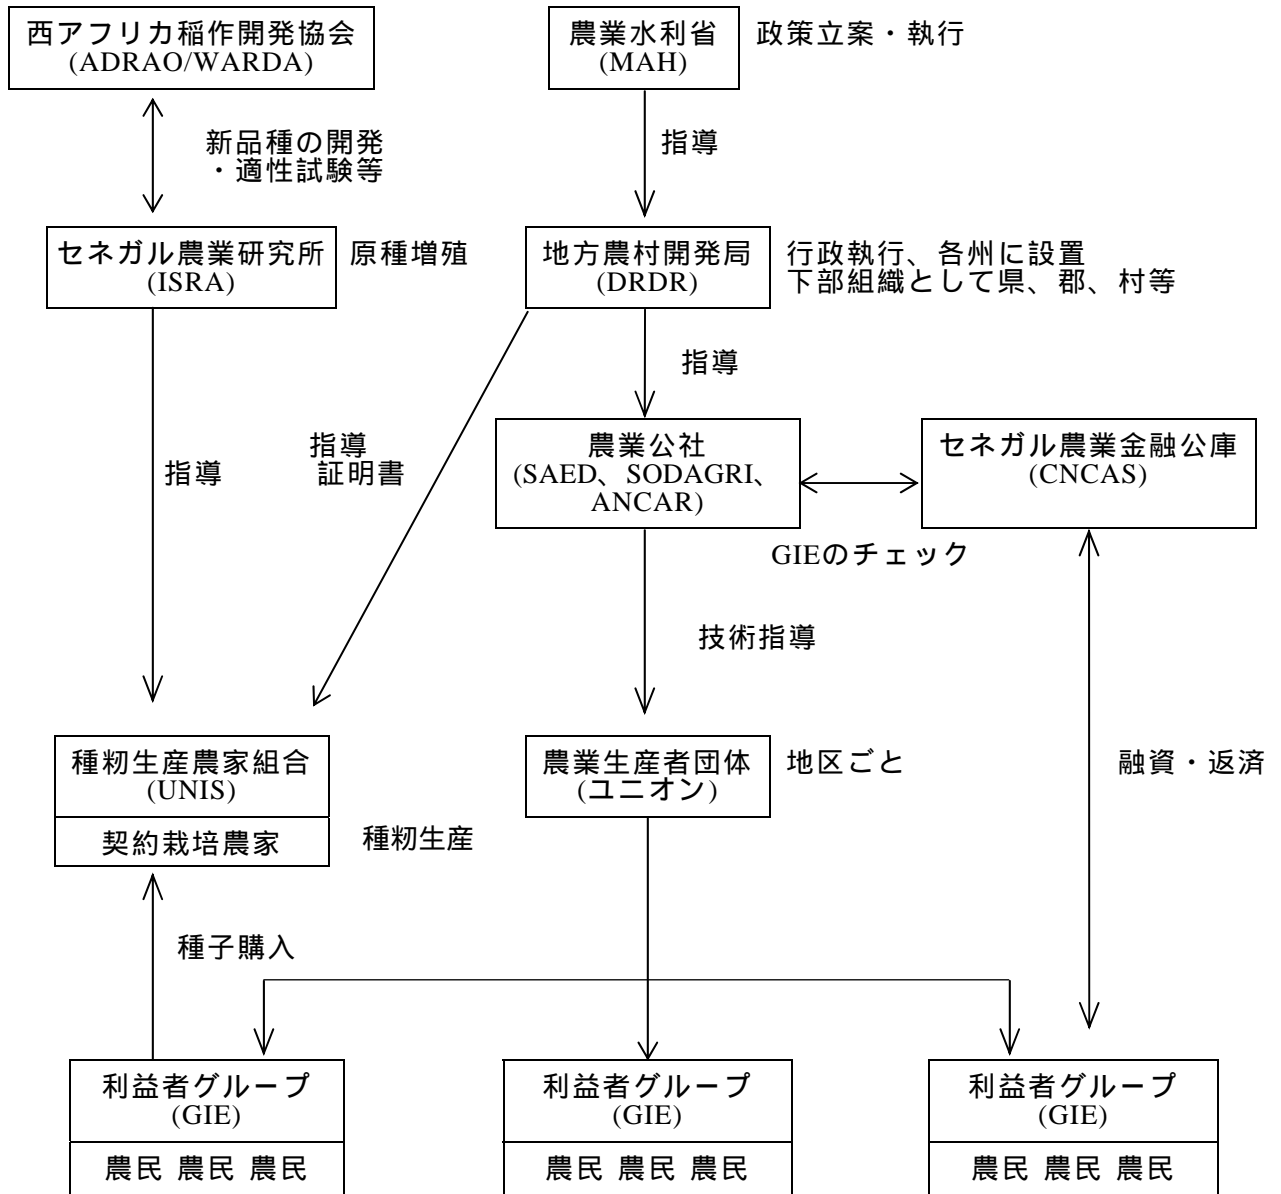 西アフリカ稲作開発協会
(ADRAO/WARDA)
農業水利省
(MAH)
政策立案・執行
新品種の開発
・適性試験等
指導
セネガル農業研究所
(ISRA)
原種増殖
地方農村開発局
(DRDR)
行政執行、各州に設置
下部組織として県、郡、村等
指導
指導
指導
証明書
農業公社
(SAED、SODAGRI、
ANCAR)
セネガル農業金融公庫
(CNCAS)
GIEのチェック
技術指導
種籾生産農家組合
(UNIS)
契約栽培農家
種籾生産
農業生産者団体
(ユニオン)
地区ごと
融資・返済
種子購入
利益者グループ
(GIE)
農民 農民 農民
利益者グループ
(GIE)
農民 農民 農民
利益者グループ
(GIE)
農民 農民 農民